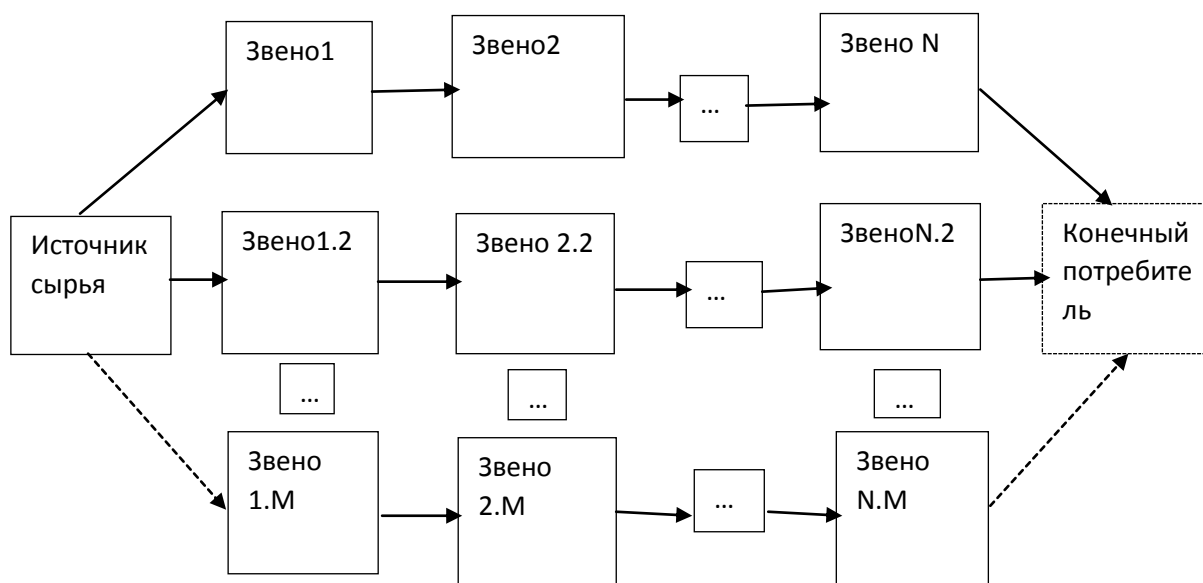 Звено1
Звено2
...
Звено N
Источник
сырья
Звено1.2
Звено 2.2
...
ЗвеноN.2
Конечный
потребите
ль
...
...
...
Звено
1.М
Звено
2.М
...
Звено
N.М